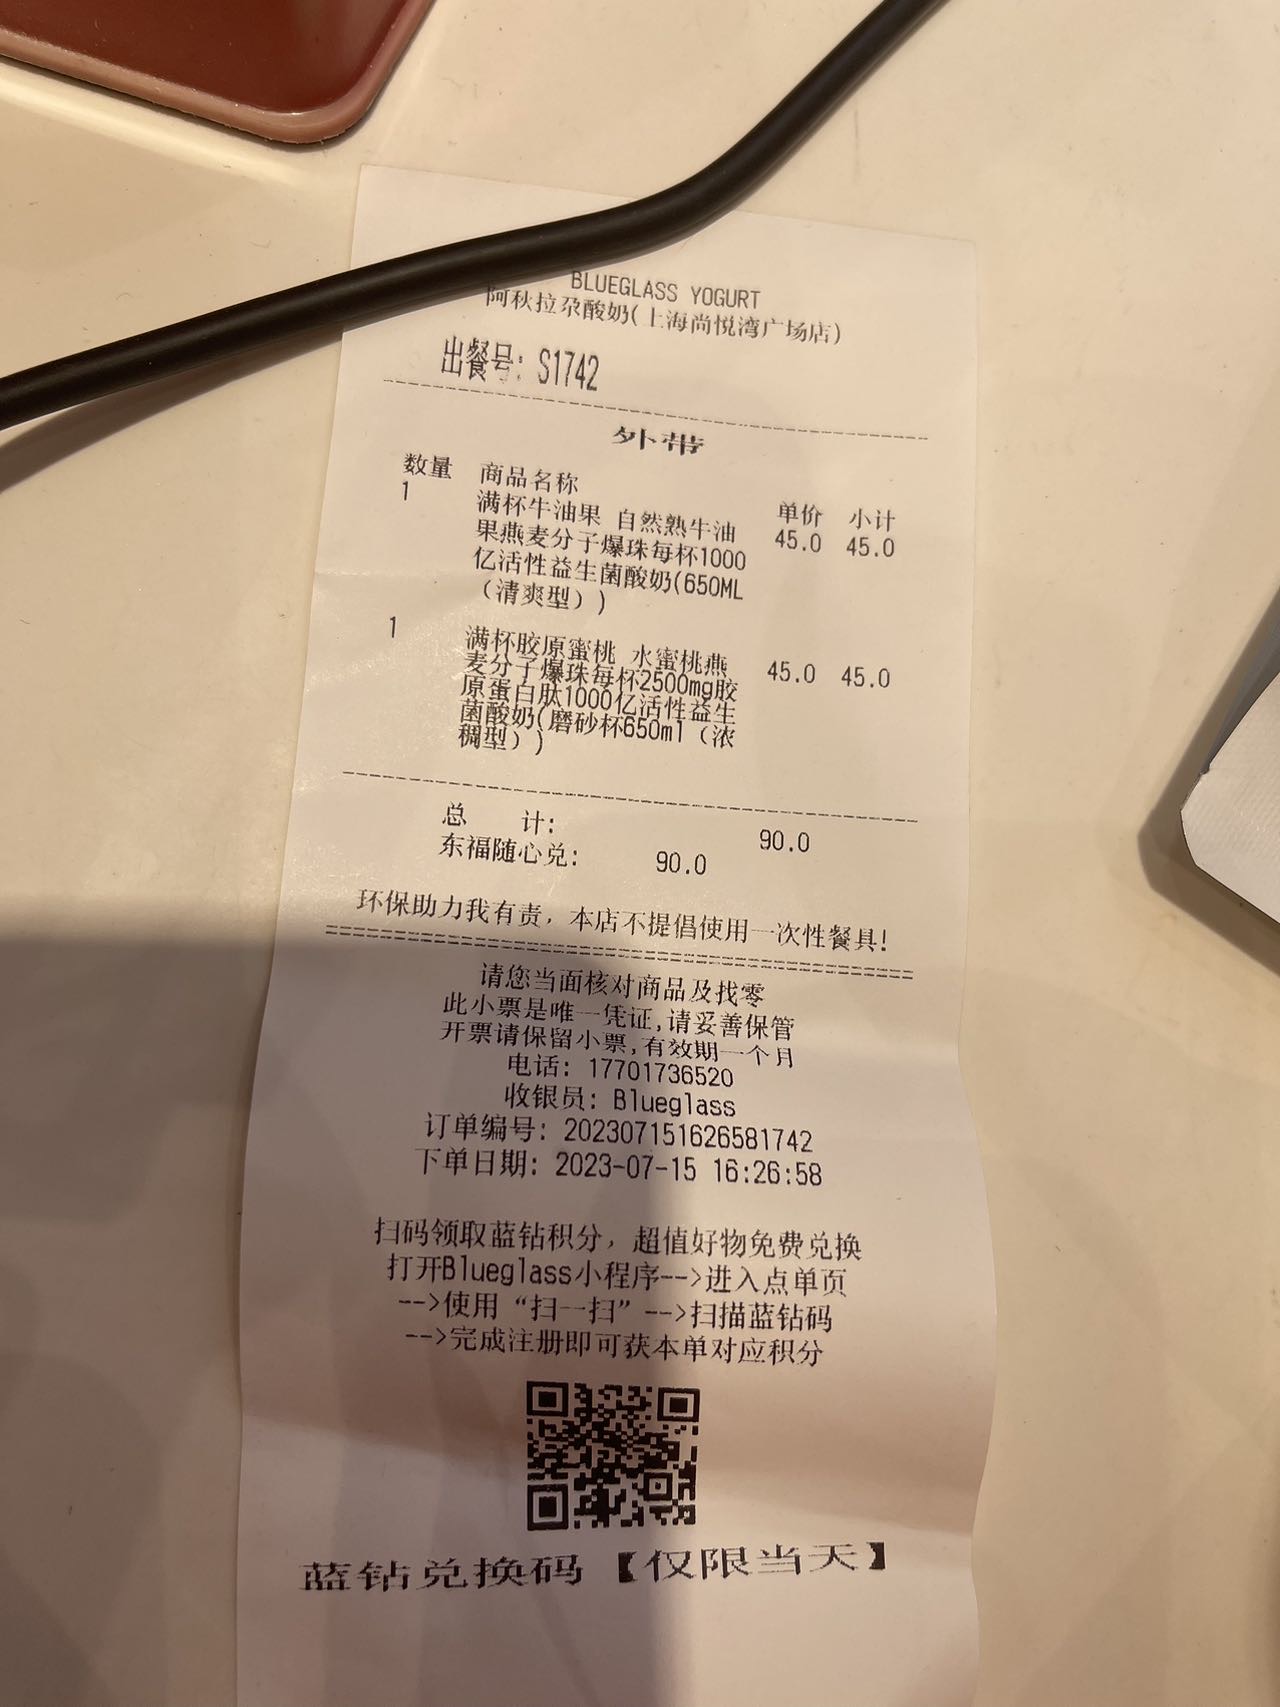 BLUEGLASS YOGURT
阿秋拉尕酸奶(上海尚悦湾广场店)
出餐号: S1742
外带
数量 商品名称 单价 小计
1 满杯牛油果 自然熟牛油 45.0 45.0
果燕麦分子爆珠每杯1000
亿活性益生菌酸奶(650ML
（清爽型）)
1 满杯胶原蜜桃 水蜜桃燕 45.0 45.0
麦分子爆珠每杯2500mg胶
原蛋白肽1000亿活性益生
菌酸奶(磨砂杯650ml（浓
稠型）)
总 计: 90.0
东福随心兑: 90.0
环保助力我有责，本店不提倡使用一次性餐具!
请您当面核对商品及找零
此小票是唯一凭证,请妥善保管
开票请保留小票,有效期一个月
电话: 17701736520
收银员: Blueglass
订单编号: 202307151626581742
下单日期: 2023-07-15 16:26:58
扫码领取蓝钻积分，超值好物免费兑换
打开Blueglass小程序-->进入点单页
-->使用“扫一扫”-->扫描蓝钻码
-->完成注册即可获本单对应积分
蓝钻兑换码【仅限当天】